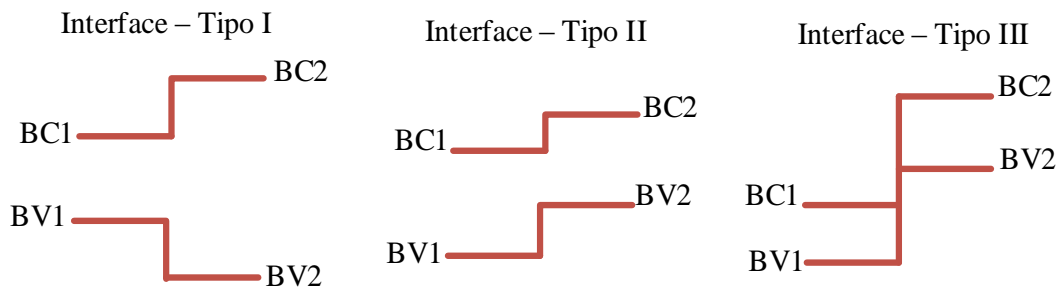 Interface – Tipo I
BC2
BC1
BV1
BV2
Interface – Tipo II
BC2
BC1
BV2
BV1
Interface – Tipo III
BC2
BV2
BC1
BV1